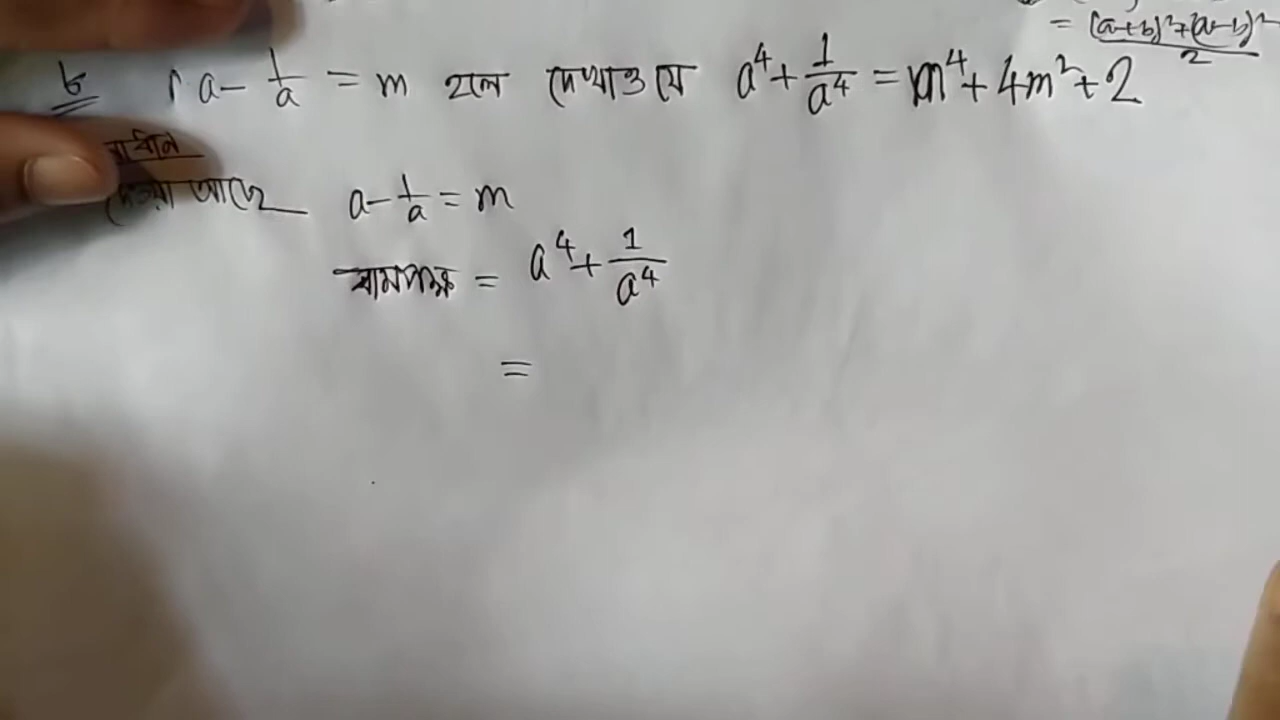 = (a+b)²+(a-b)² / 2
৮ a - 1/a = m হলে দেখাও যে a⁴ + 1/a⁴ = m⁴ + 4m² + 2
দেওয়া আছে a - 1/a = m
বামপক্ষ = a⁴ + 1/a⁴
=